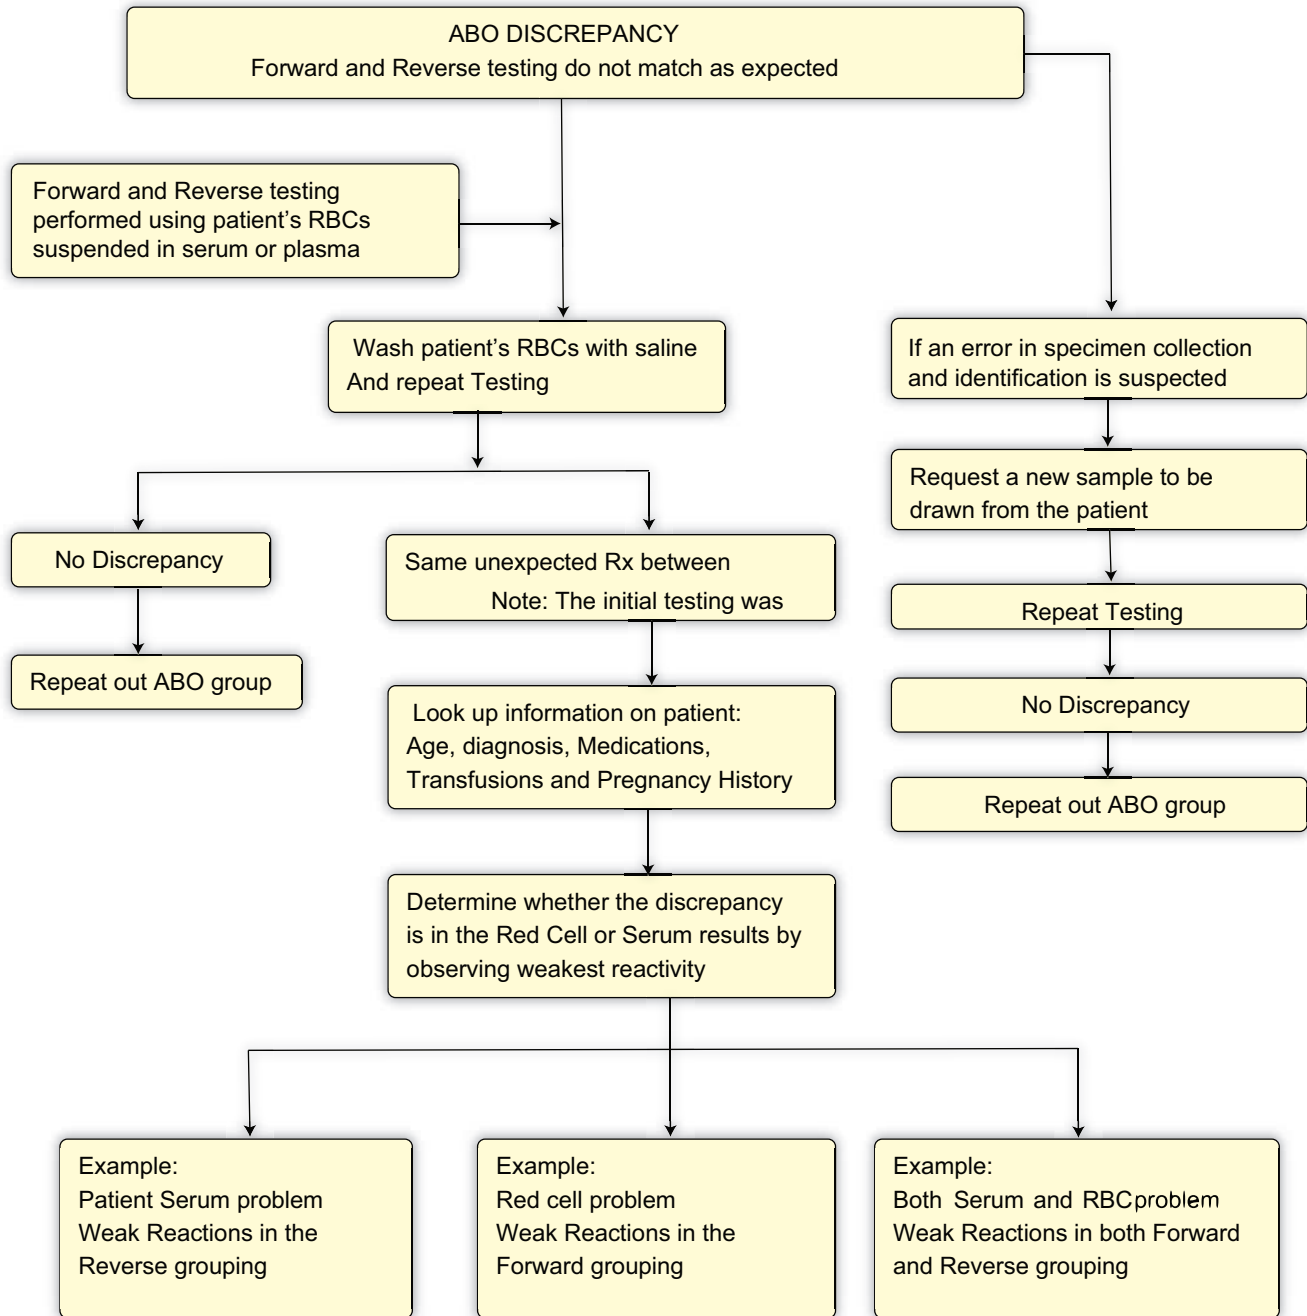 ABO DISCREPANCY
Forward and Reverse testing do not match as expected
Forward and Reverse testing
performed using patient's RBCs
suspended in serum or plasma
Wash patient's RBCs with saline
And repeat Testing
No Discrepancy
Repeat out ABO group
Same unexpected Rx between
Note: The initial testing was
Look up information on patient:
Age, diagnosis, Medications,
Transfusions and Pregnancy History
Determine whether the discrepancy
is in the Red Cell or Serum results by
observing weakest reactivity
If an error in specimen collection
and identification is suspected
Request a new sample to be
drawn from the patient
Repeat Testing
No Discrepancy
Repeat out ABO group
Example:
Patient Serum problem
Weak Reactions in the
Reverse grouping
Example:
Red cell problem
Weak Reactions in the
Forward grouping
Example:
Both Serum and RBCproblem
Weak Reactions in both Forward
and Reverse grouping